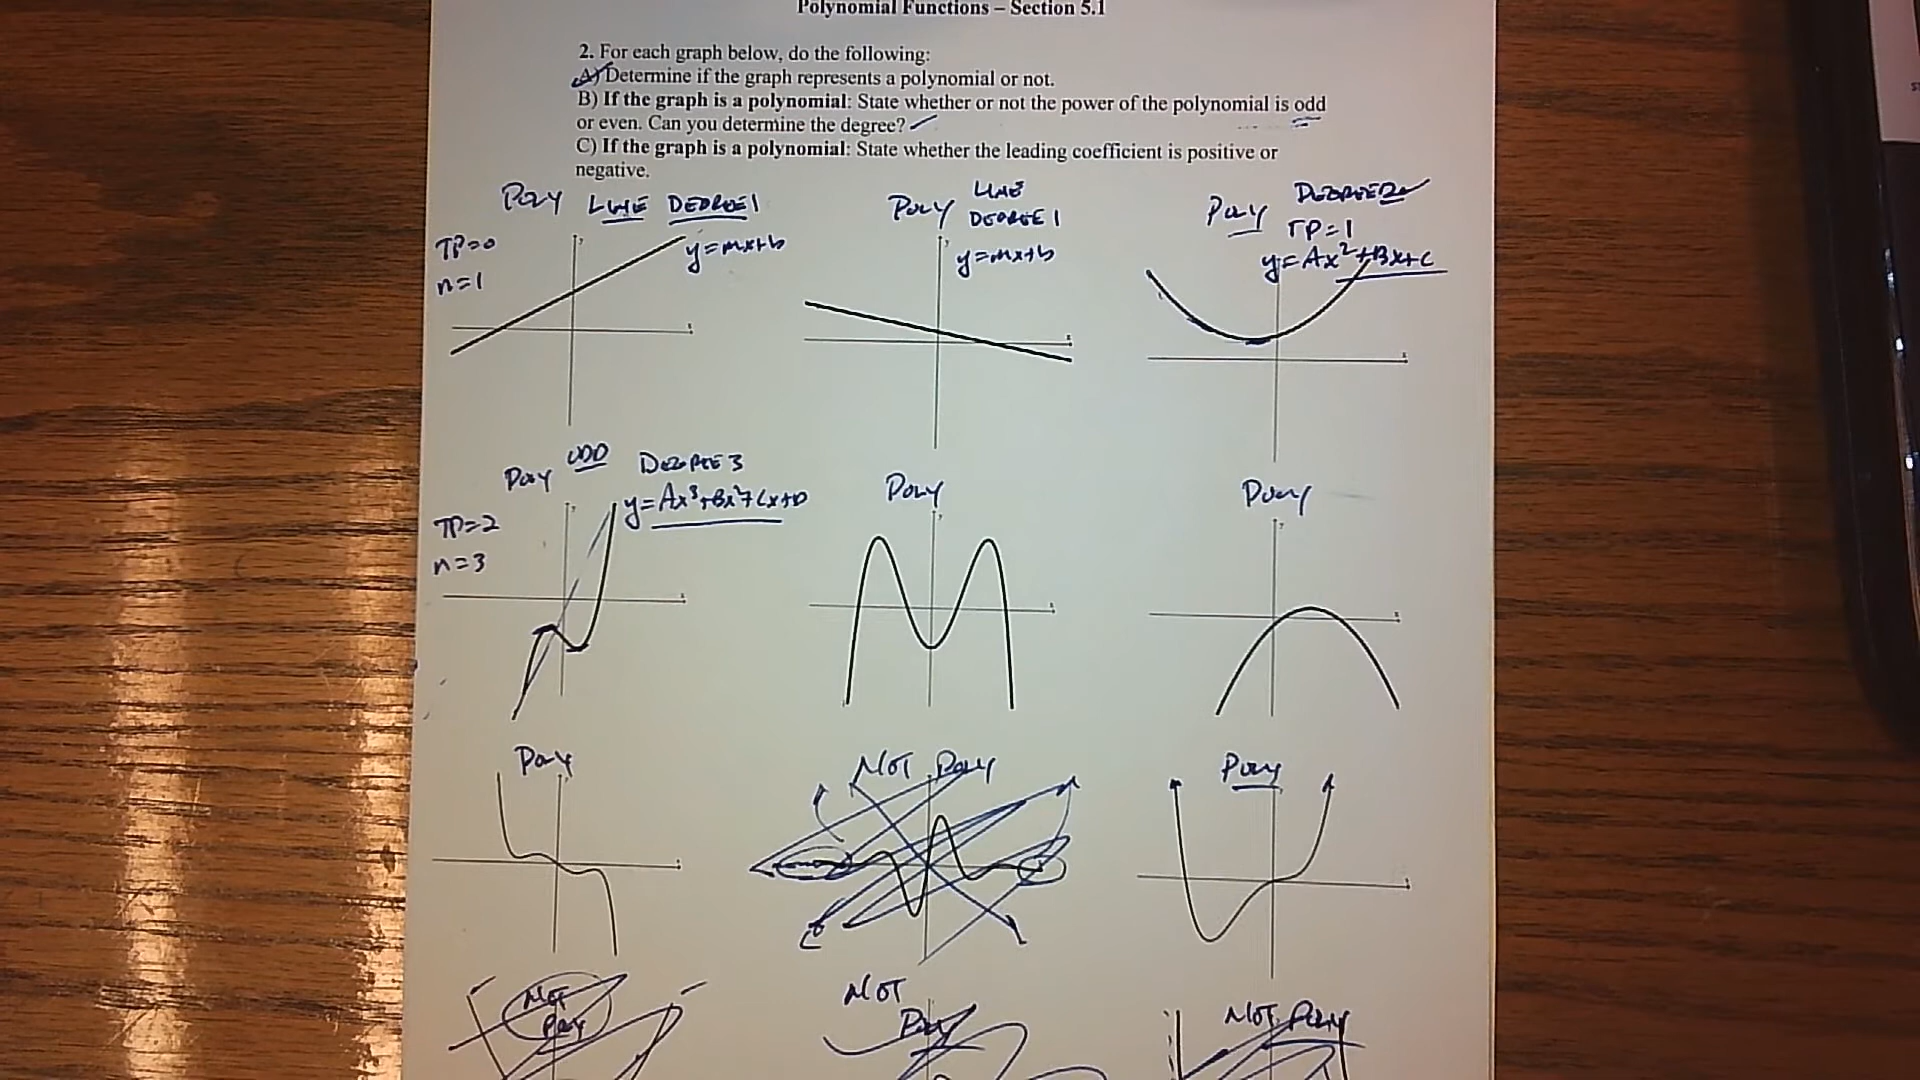 Polynomial Functions – Section 5.1
2. For each graph below, do the following:
A) Determine if the graph represents a polynomial or not.
B) If the graph is a polynomial: State whether or not the power of the polynomial is odd
or even. Can you determine the degree?
C) If the graph is a polynomial: State whether the leading coefficient is positive or
negative.
POLY LINE DEGREE 1
TP=0
n=1
y=mx+b
POLY LINE
DEGREE 1
y=mx+b
POLY DEGREE 2
TP=1
y=Ax²+Bx+C
POLY ODD DEGREE 3
y=Ax³+Bx²+Cx+D
TP=2
n=3
POLY
POLY
POLY
NOT POLY
POLY
NOT
POLY
NOT
POLY
NOT POLY